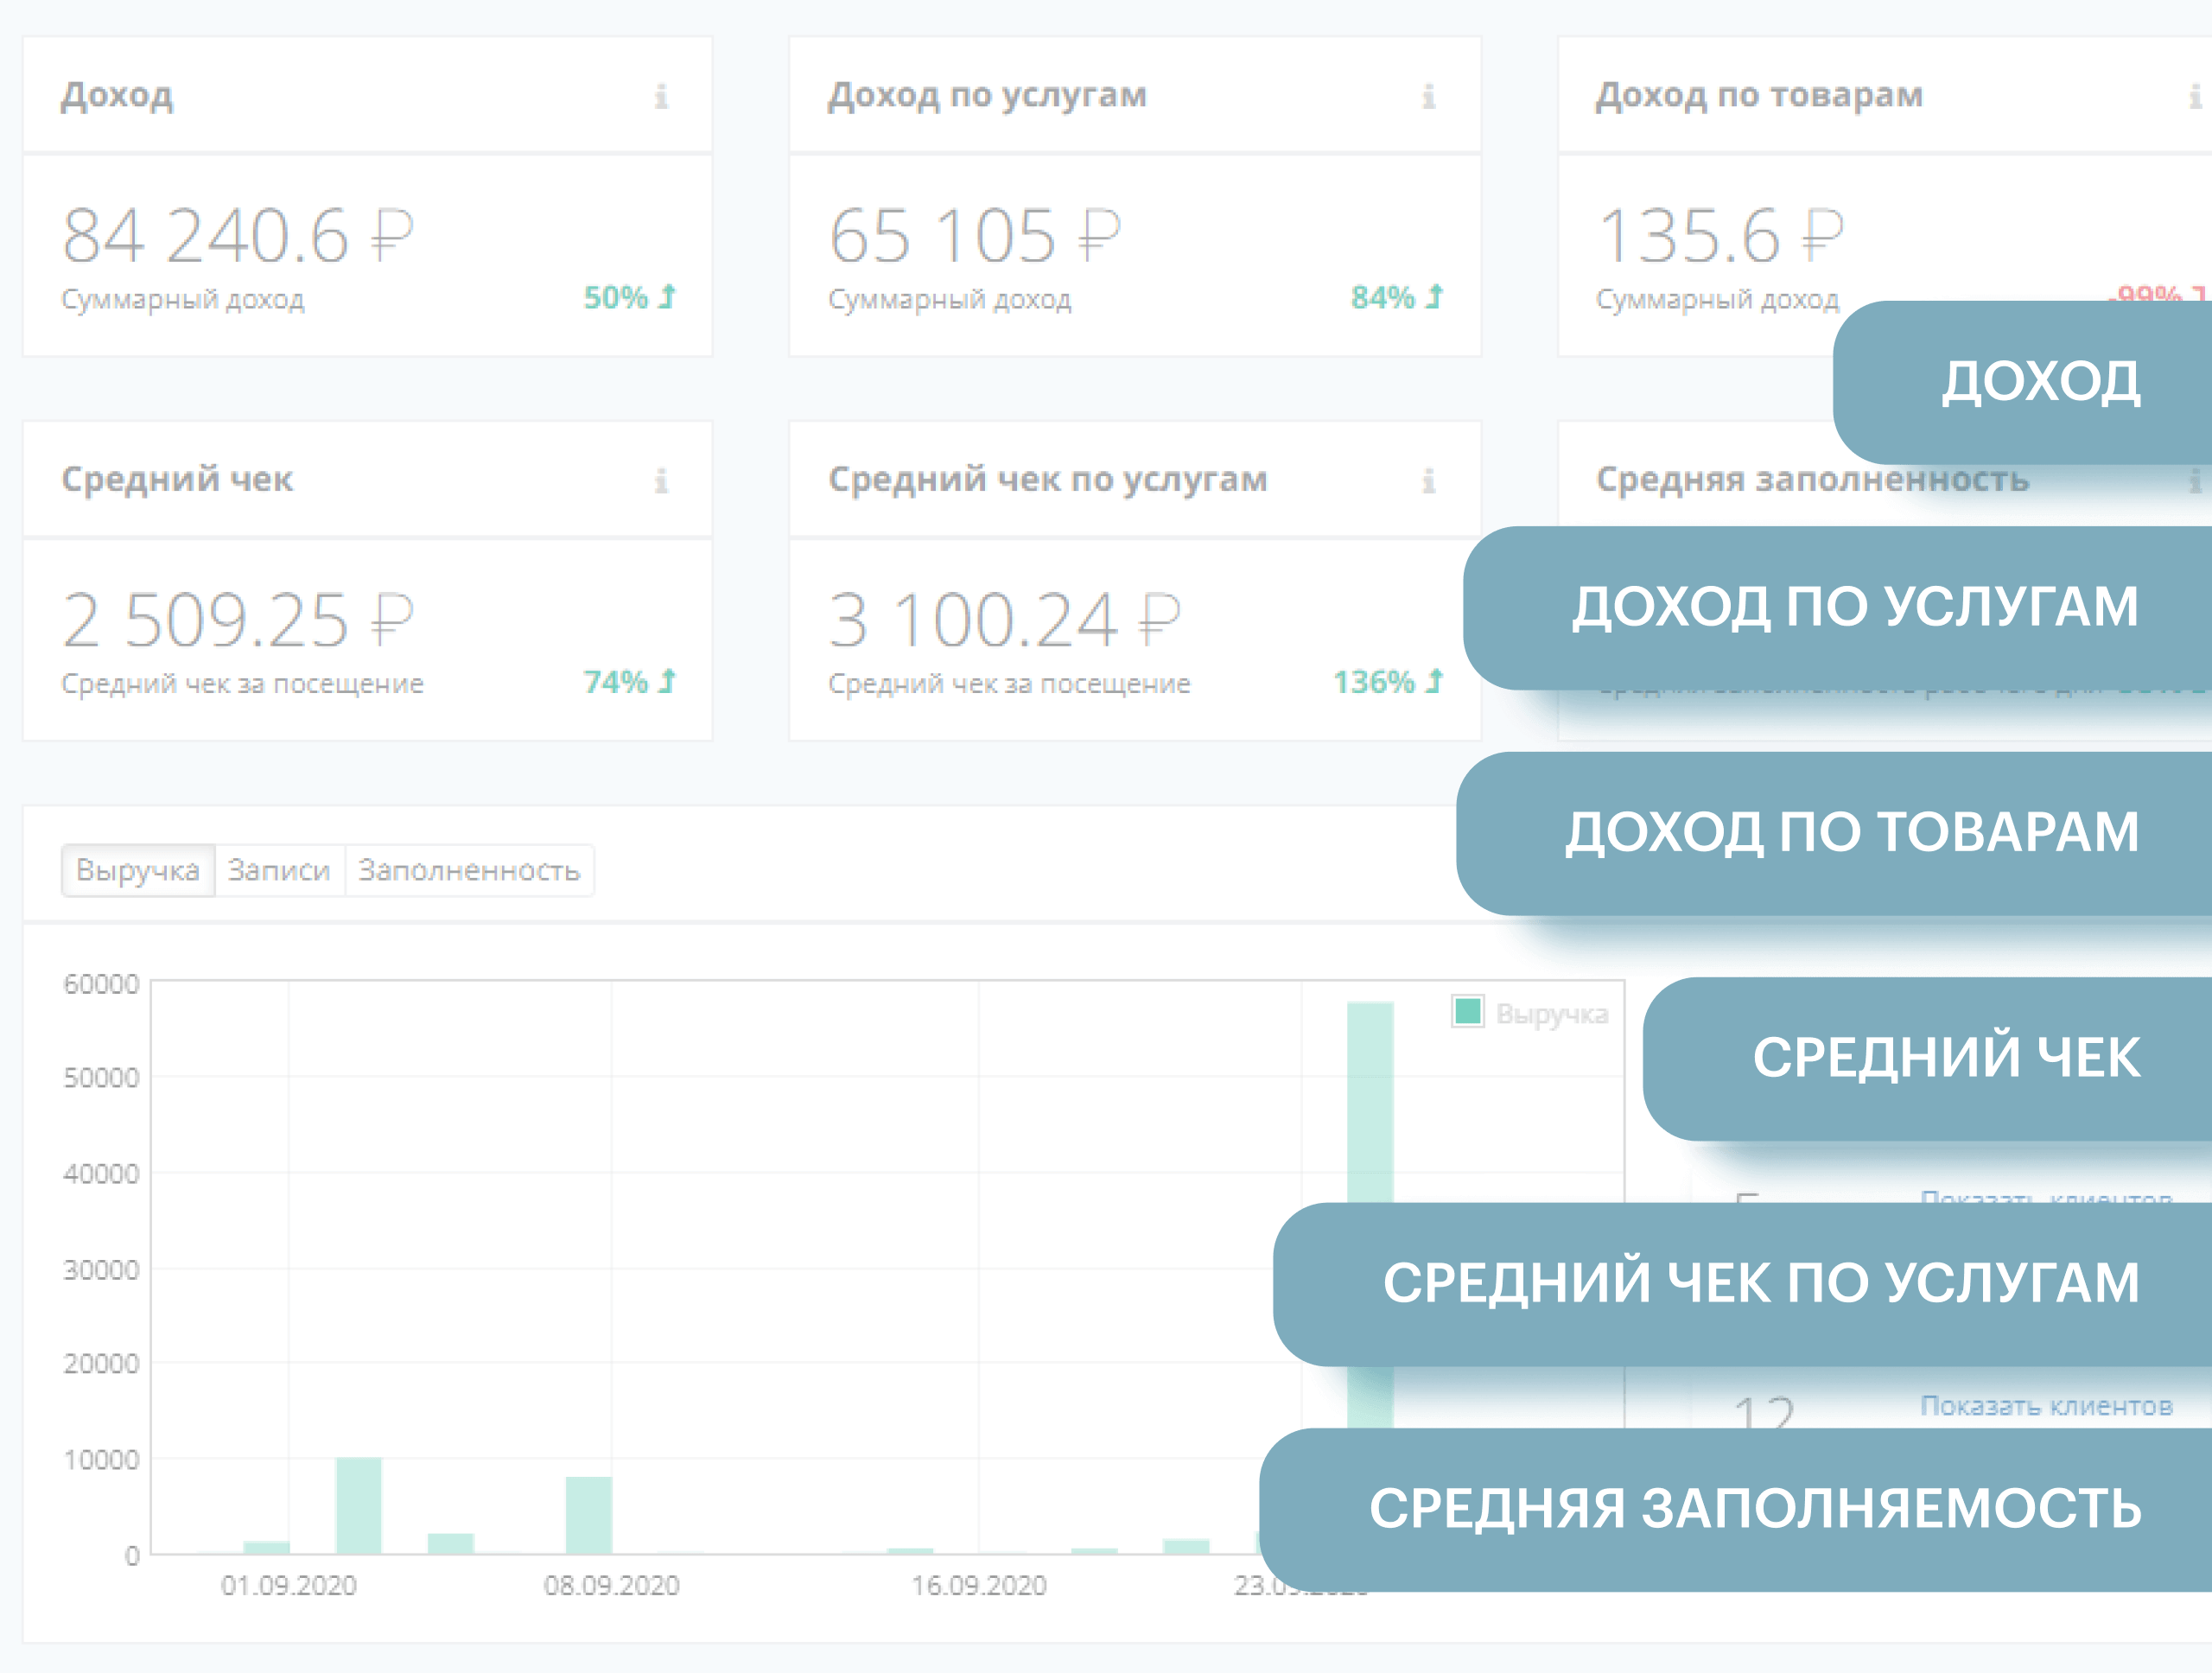 Доход
Доход по услугам
Доход по товарам
84 240.6 ₽
65 105 ₽
135.6 ₽
Суммарный доход
50%
Суммарный доход
84%
Суммарный доход
-99%
ДОХОД
Средний чек
Средний чек по услугам
Средняя заполненность
2 509.25 ₽
3 100.24 ₽
ДОХОД ПО УСЛУГАМ
Средний чек за посещение
74%
Средний чек за посещение
136%
ДОХОД ПО ТОВАРАМ
Выручка
Записи
Заполненность
60000
50000
40000
30000
20000
10000
0
Выручка
01.09.2020
08.09.2020
16.09.2020
СРЕДНИЙ ЧЕК
Показать клиентов
СРЕДНИЙ ЧЕК ПО УСЛУГАМ
12
Показать клиентов
СРЕДНЯЯ ЗАПОЛНЯЕМОСТЬ